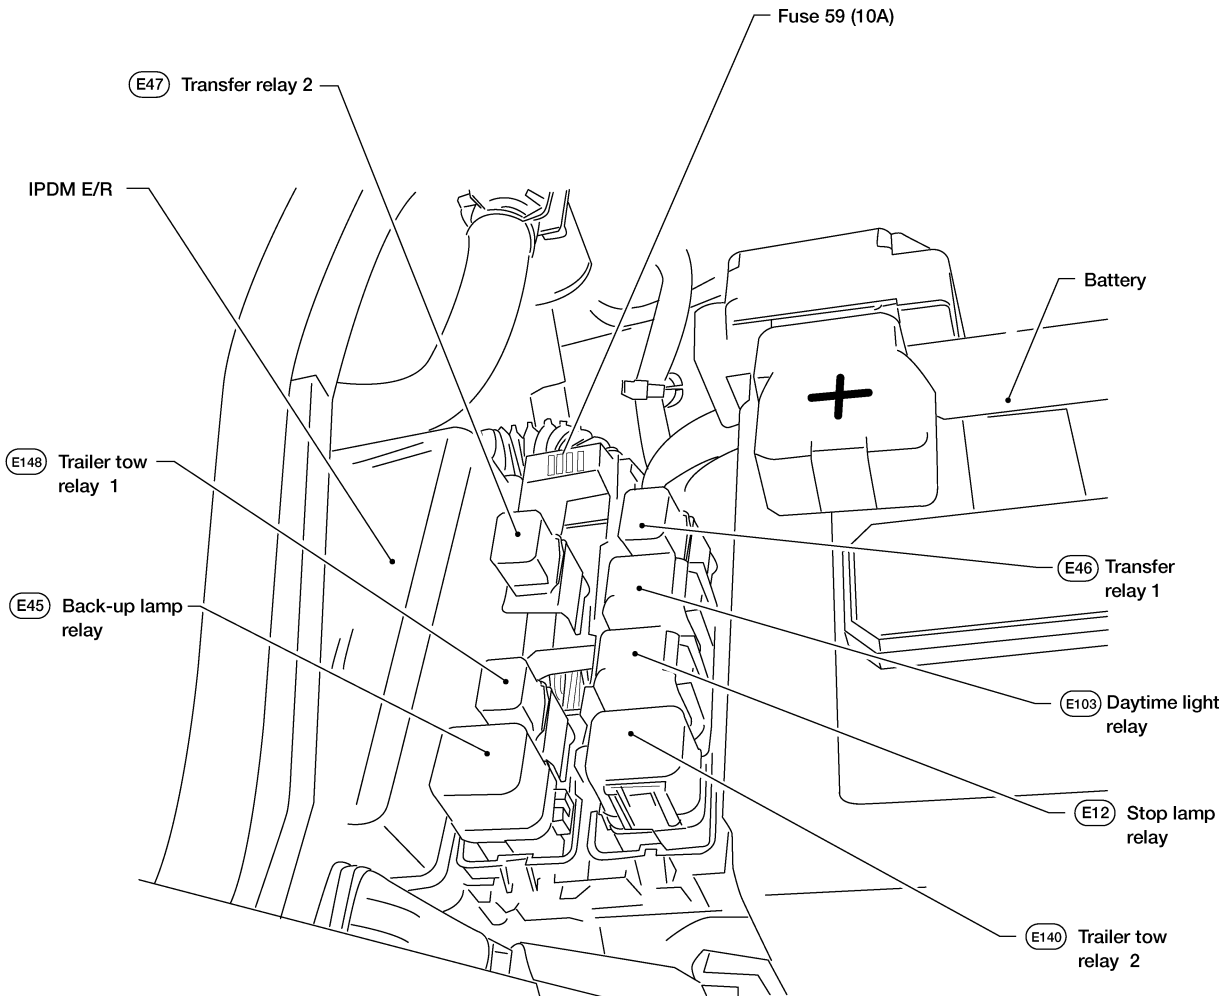 Fuse 59 (10A)
E47 Transfer relay 2
IPDM E/R
Battery
E148 Trailer tow
relay 1
E46 Transfer
relay 1
E45 Back-up lamp
relay
E103 Daytime light
relay
E12 Stop lamp
relay
E140 Trailer tow
relay 2